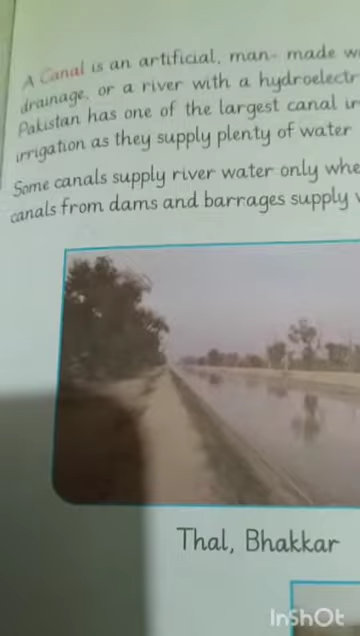 A Canal is an artificial, man- made w
drainage, or a river with a hydroelectr
Pakistan has one of the largest canal ir
irrigation as they supply plenty of water
Some canals supply river water only whe
canals from dams and barrages supply
Thal, Bhakkar
InShOt